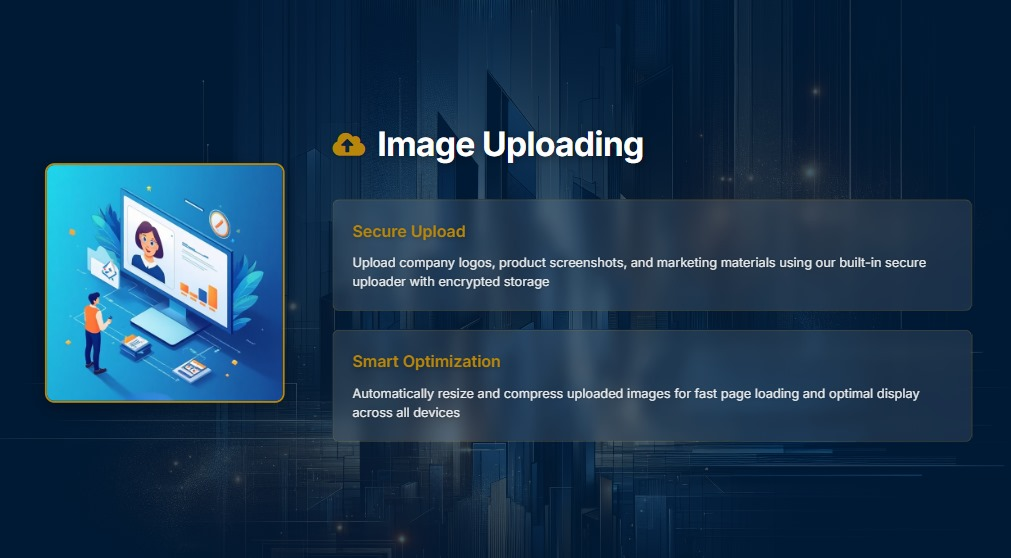 Image Uploading
Secure Upload
Upload company logos, product screenshots, and marketing materials using our built-in secure
uploader with encrypted storage
Smart Optimization
Automatically resize and compress uploaded images for fast page loading and optimal display
across all devices